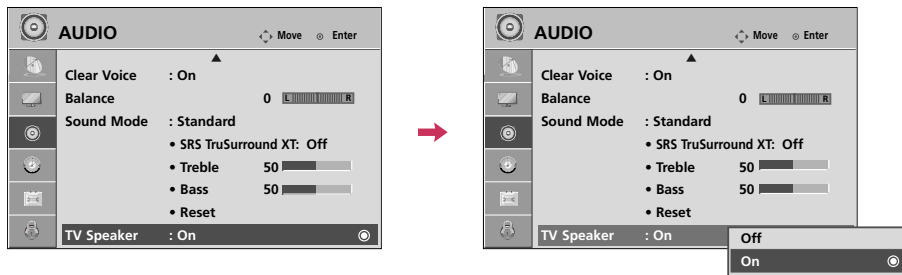 AUDIO
Move
Enter
Clear Voice : On
Balance 0 L R
Sound Mode : Standard
• SRS TruSurround XT: Off
• Treble 50
• Bass 50
• Reset
TV Speaker : On
AUDIO
Move
Enter
Clear Voice : On
Balance 0 L R
Sound Mode : Standard
• SRS TruSurround XT: Off
• Treble 50
• Bass 50
• Reset
TV Speaker : On
Off
On